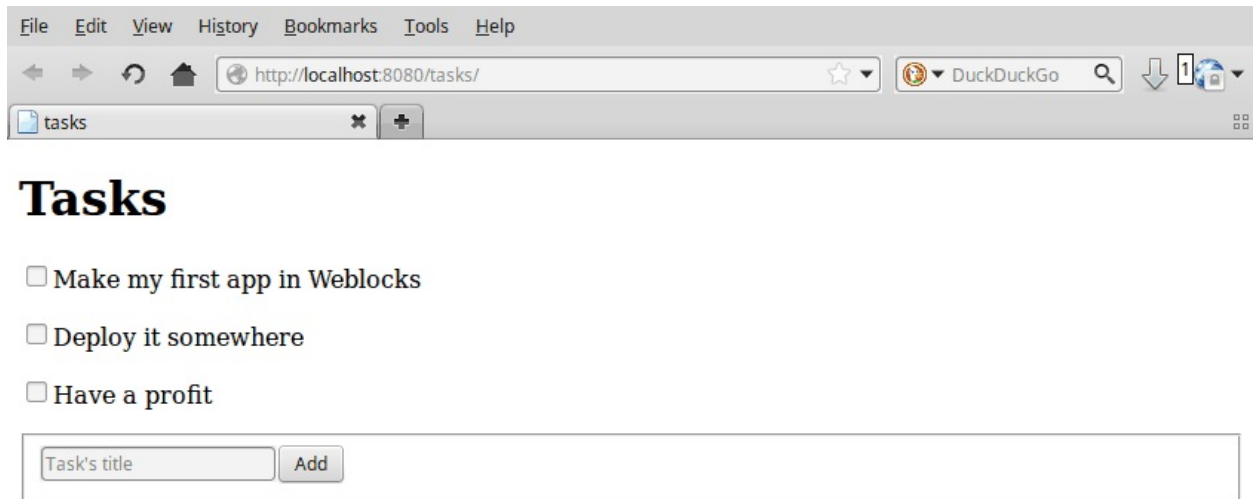 File Edit View History Bookmarks Tools Help
http://localhost:8080/tasks/ DuckDuckGo 1
tasks
Tasks
Make my first app in Weblocks
Deploy it somewhere
Have a profit
Task's title Add